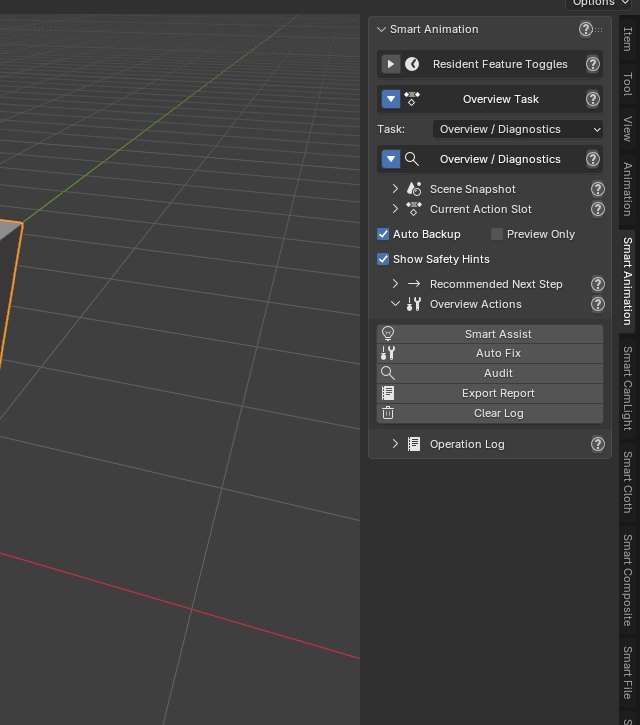 Options
Smart Animation
Resident Feature Toggles
Overview Task
Task: Overview / Diagnostics
Overview / Diagnostics
Scene Snapshot
Current Action Slot
Auto Backup Preview Only
Show Safety Hints
Recommended Next Step
Overview Actions
Smart Assist
Auto Fix
Audit
Export Report
Clear Log
Operation Log
Item
Tool
View
Animation
Smart Animation
Smart CamLight
Smart Cloth
Smart Composite
Smart File